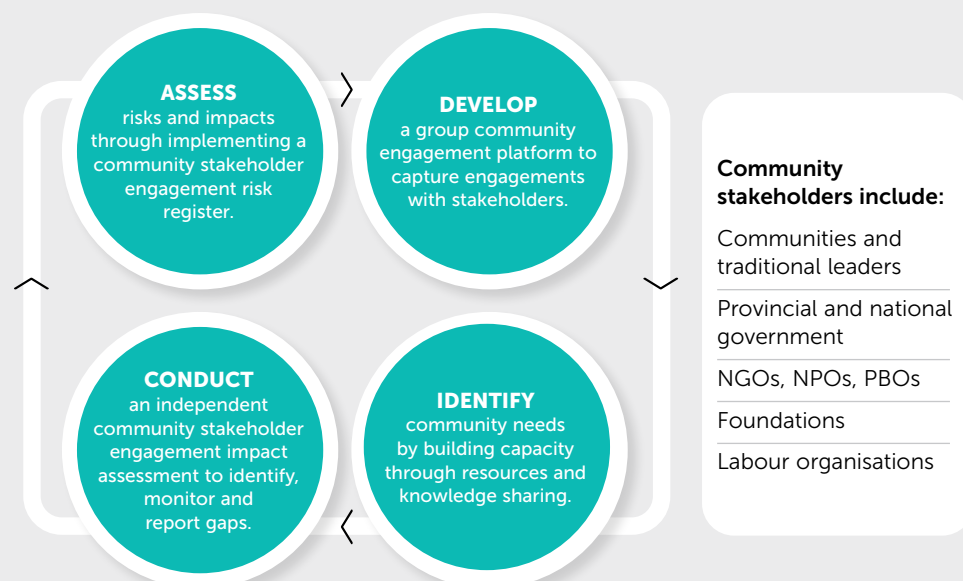 ASSESS
risks and impacts
through implementing a
community stakeholder
engagement risk
register.
DEVELOP
a group community
engagement platform to
capture engagements
with stakeholders.
IDENTIFY
community needs
by building capacity
through resources and
knowledge sharing.
CONDUCT
an independent
community stakeholder
engagement impact
assessment to identify,
monitor and
report gaps.
Community
stakeholders include:
Communities and
traditional leaders
Provincial and national
government
NGOs, NPOs, PBOs
Foundations
Labour organisations